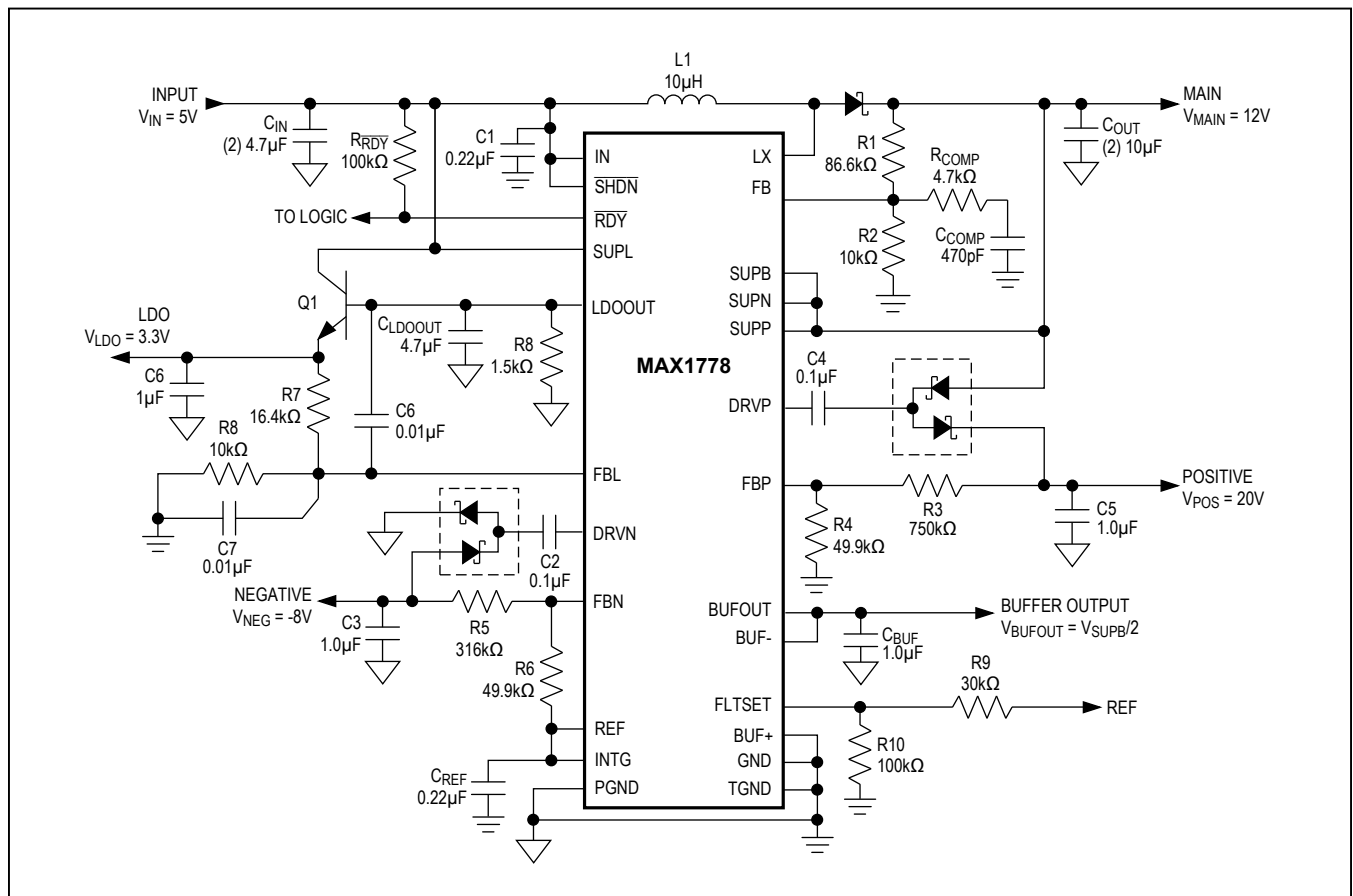 L1
10µH
INPUT
VIN = 5V
MAIN
VMAIN = 12V
CIN
(2) 4.7µF
RRDY
100kΩ
C1
0.22µF
IN
SHDN
LX
FB
R1
86.6kΩ
RCOMP
4.7kΩ
COUT
(2) 10µF
TO LOGIC
RDY
SUPL
R2
10kΩ
CCOMP
470pF
Q1
SUPB
SUPN
SUPP
LDO
VLDO = 3.3V
LDOOUT
CLDOOUT
4.7µF
R8
1.5kΩ
MAX1778
C6
1µF
R7
16.4kΩ
C6
0.01µF
C4
0.1µF
DRVP
R8
10kΩ
FBL
FBP
R3
750kΩ
POSITIVE
VPOS = 20V
C7
0.01µF
DRVN
C2
0.1µF
R4
49.9kΩ
C5
1.0µF
NEGATIVE
VNEG = -8V
C3
1.0µF
R5
316kΩ
FBN
BUFOUT
BUF-
CBUF
1.0µF
BUFFER OUTPUT
VBUFOUT = VSUPB/2
R6
49.9kΩ
FLTSET
R9
30kΩ
REF
REF
INTG
PGND
BUF+
GND
TGND
R10
100kΩ
CREF
0.22µF